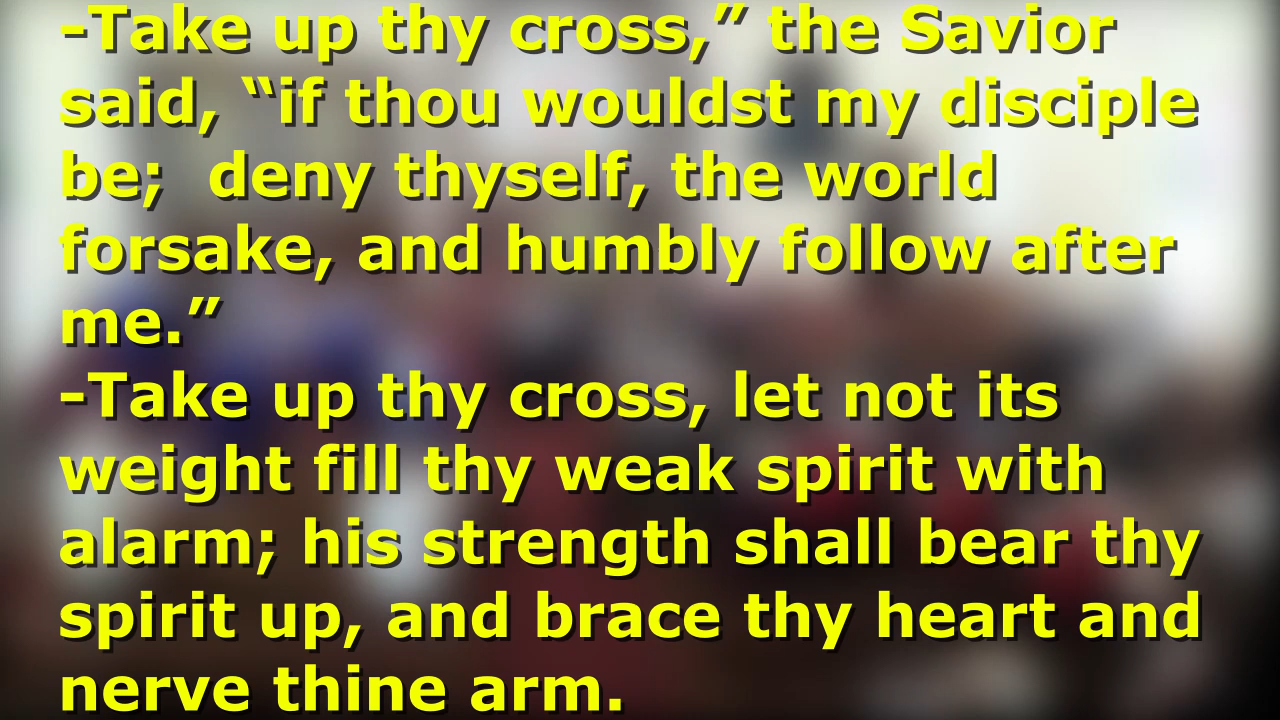 -Take up thy cross,” the Savior
said, “if thou wouldst my disciple
be;  deny thyself, the world
forsake, and humbly follow after
me.”
-Take up thy cross, let not its
weight fill thy weak spirit with
alarm; his strength shall bear thy
spirit up, and brace thy heart and
nerve thine arm.